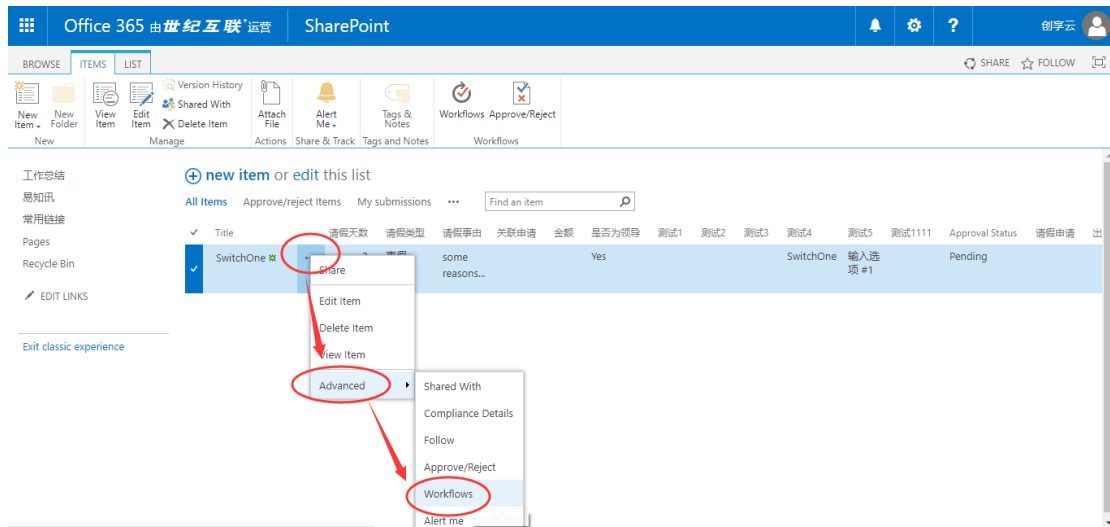 Office 365 由世纪互联运营 SharePoint ? 创享云
BROWSE ITEMS LIST SHARE FOLLOW
New Item New Folder View Item Edit Item Version History Shared With Delete Item Attach File Alert Me Tags & Notes Workflows Approve/Reject
New Manage Actions Share & Track Tags and Notes Workflows
工作总结
易知讯
常用链接
Pages
Recycle Bin
EDIT LINKS
Exit classic experience
new item or edit this list
All Items Approve/reject Items My submissions ... Find an item
Title 请假天数 请假类型 请假事由 关联申请 金额 是否为领导 测试1 测试2 测试3 测试4 测试5 测试1111 Approval Status 请假申请 出
SwitchOne 事假 some Yes SwitchOne 输入选 Pending
reasons... 项 #1
Share
Edit Item
Delete Item
View Item
Advanced
Shared With
Compliance Details
Follow
Approve/Reject
Workflows
Alert me